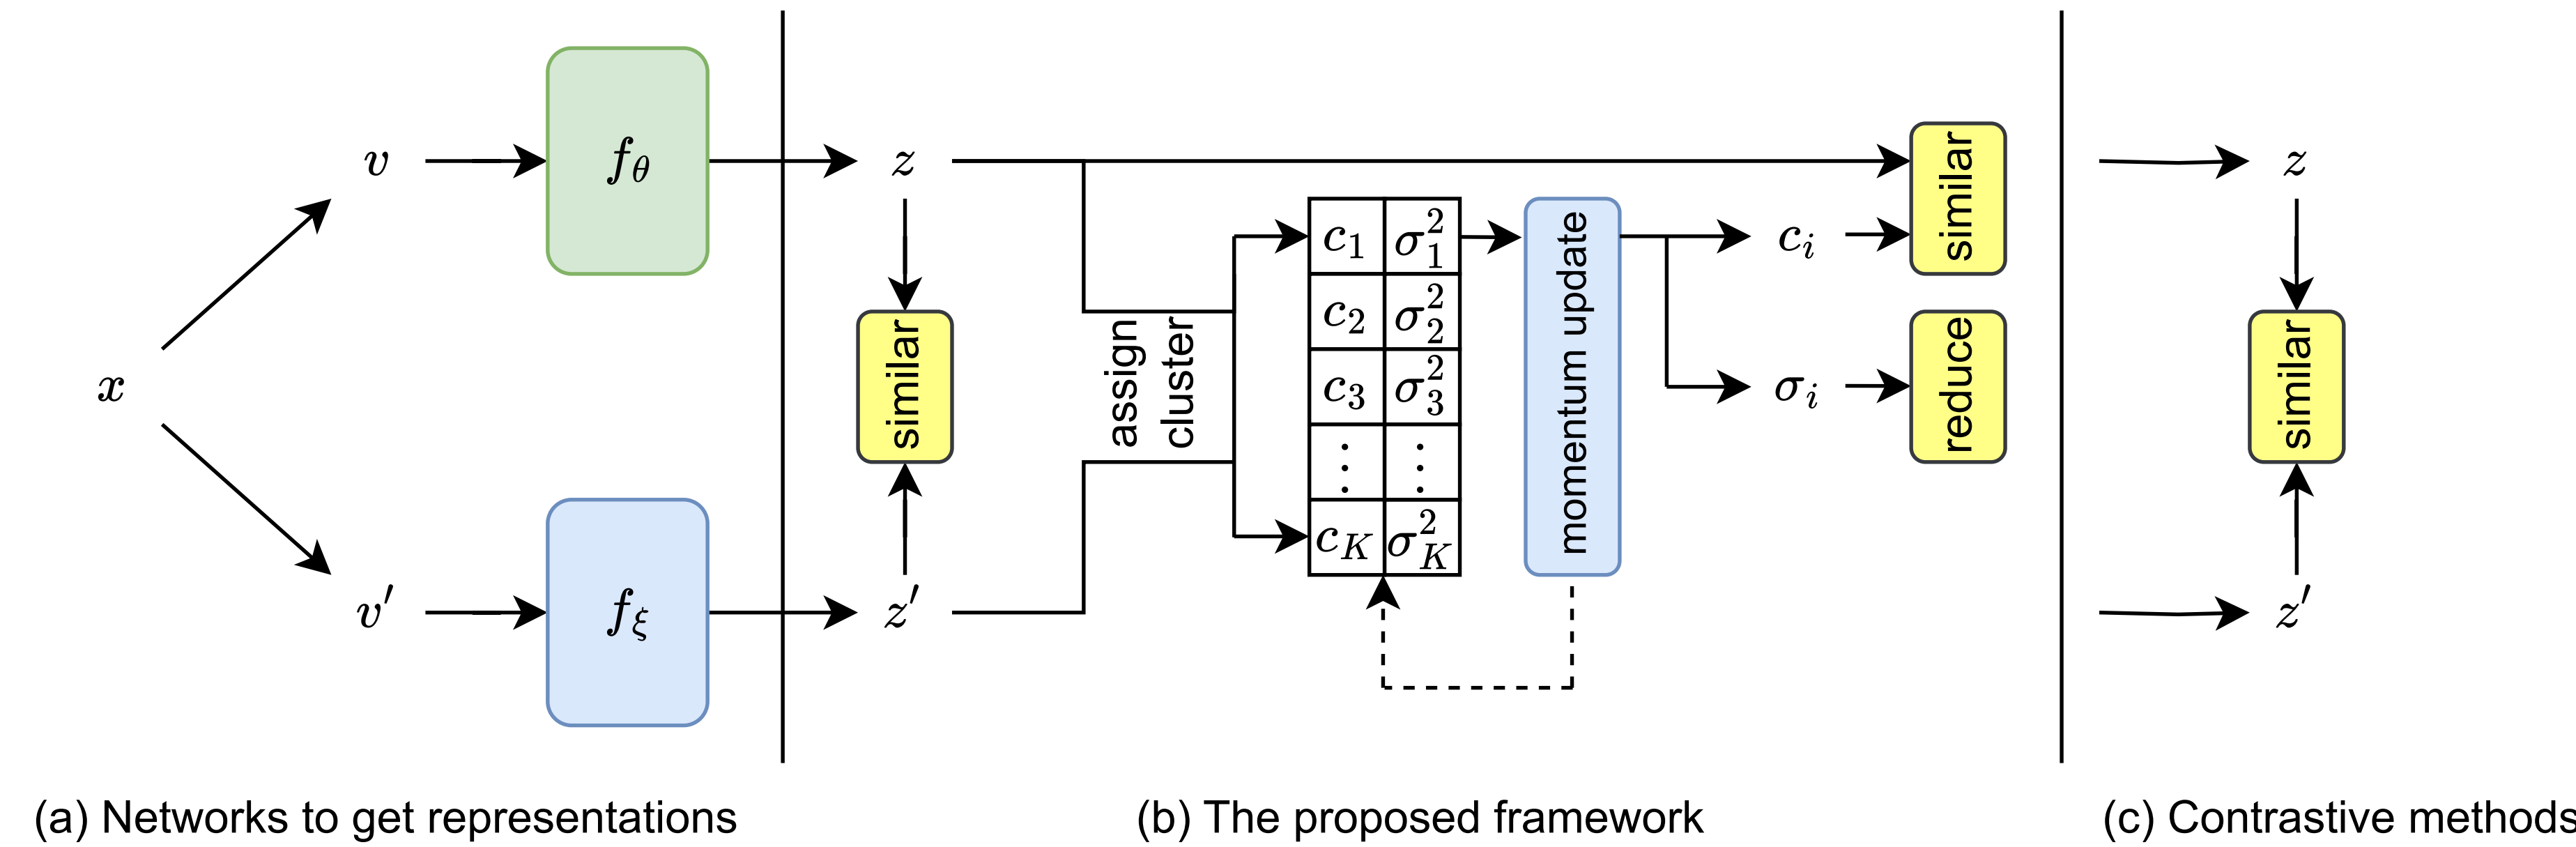 x
v
v′
f_θ
f_ξ
z
similar
z′
assign
cluster
c_1 σ_1^2
c_2 σ_2^2
c_3 σ_3^2
⋮ ⋮
c_K σ_K^2
momentum update
c_i
σ_i
similar
reduce
z
similar
z′
(a) Networks to get representations
(b) The proposed framework
(c) Contrastive methods